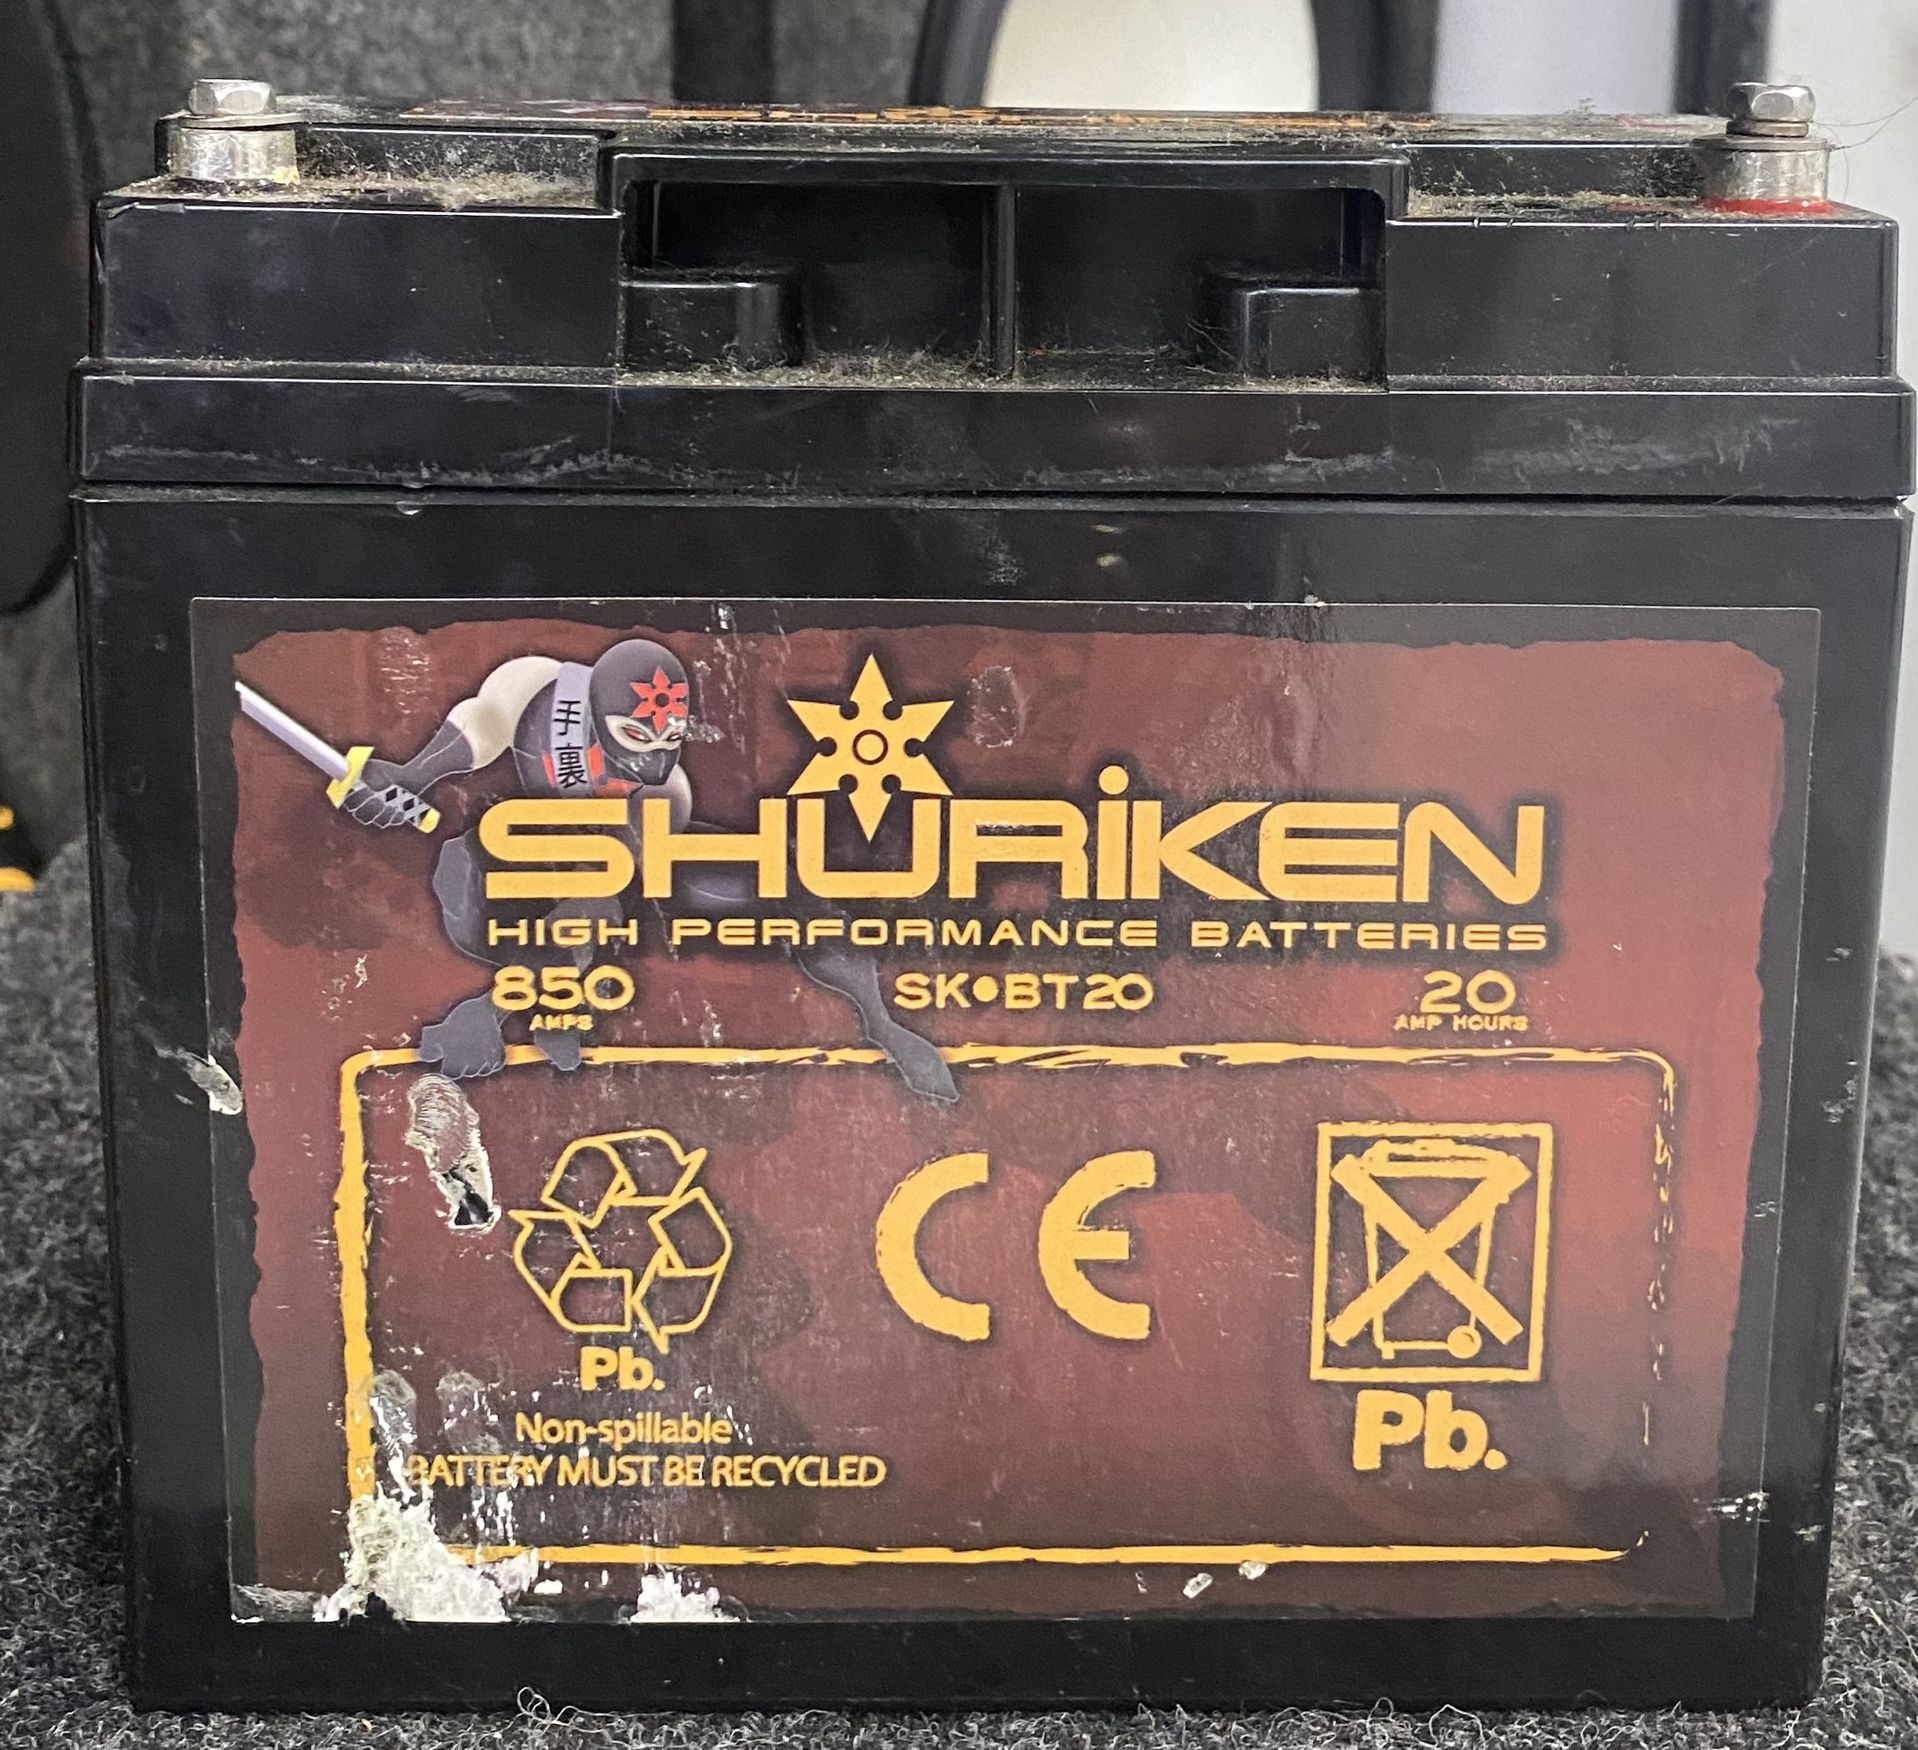 手
裏
SHURiKEN
HIGH PERFORMANCE BATTERIES
850 SK•BT20 20
AMPS AMP HOURS
CE
Pb.
Pb.
Non-spillable
BATTERY MUST BE RECYCLED